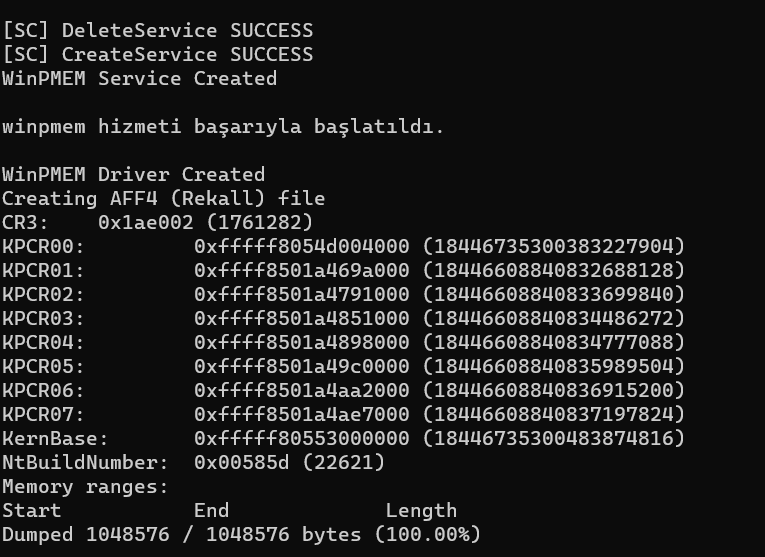 [SC] DeleteService SUCCESS
[SC] CreateService SUCCESS
WinPMEM Service Created
winpmem hizmeti başarıyla başlatıldı.
WinPMEM Driver Created
Creating AFF4 (Rekall) file
CR3: 0x1ae002 (1761282)
KPCR00: 0xfffff8054d004000 (18446735300383227904)
KPCR01: 0xffff8501a469a000 (18446608840832688128)
KPCR02: 0xffff8501a4791000 (18446608840833699840)
KPCR03: 0xffff8501a4851000 (18446608840834486272)
KPCR04: 0xffff8501a4898000 (18446608840834777088)
KPCR05: 0xffff8501a49c0000 (18446608840835989504)
KPCR06: 0xffff8501a4aa2000 (18446608840836915200)
KPCR07: 0xffff8501a4ae7000 (18446608840837197824)
KernBase: 0xfffff80553000000 (18446735300483874816)
NtBuildNumber: 0x00585d (22621)
Memory ranges:
Start End Length
Dumped 1048576 / 1048576 bytes (100.00%)